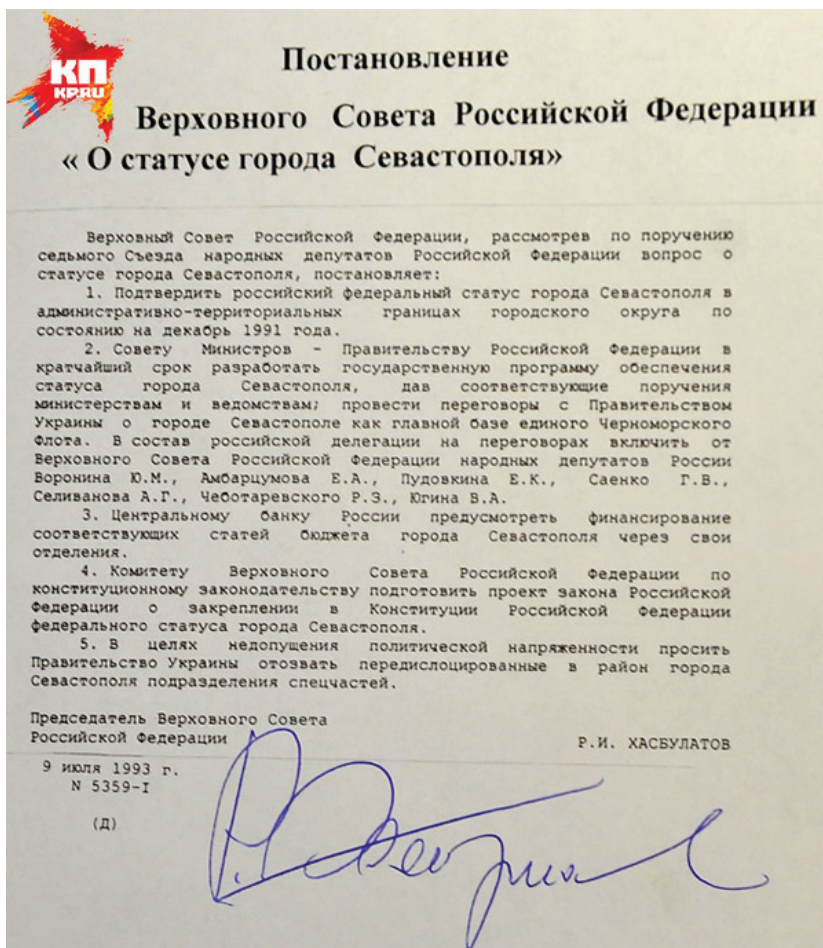 КП
KP.RU
Постановление
Верховного Совета Российской Федерации
« О статусе города Севастополя»
Верховный Совет Российской Федерации, рассмотрев по поручению
седьмого Съезда народных депутатов Российской Федерации вопрос о
статусе города Севастополя, постановляет:
1. Подтвердить российский федеральный статус города Севастополя в
административно-территориальных границах городского округа по
состоянию на декабрь 1991 года.
2. Совету Министров - Правительству Российской Федерации в
кратчайший срок разработать государственную программу обеспечения
статуса города Севастополя, дав соответствующие поручения
министерствам и ведомствам; провести переговоры с Правительством
Украины о городе Севастополе как главной базе единого Черноморского
Флота. В состав российской делегации на переговорах включить от
Верховного Совета Российской Федерации народных депутатов России
Воронина Ю.М., Амбарцумова Е.А., Пудовкина Е.К., Саенко Г.В.,
Селиванова А.Г., Чеботаревского Р.З., Югина В.А.
3. Центральному банку России предусмотреть финансирование
соответствующих статей бюджета города Севастополя через свои
отделения.
4. Комитету Верховного Совета Российской Федерации по
конституционному законодательству подготовить проект закона Российской
Федерации о закреплении в Конституции Российской Федерации
федерального статуса города Севастополя.
5. В целях недопущения политической напряженности просить
Правительство Украины отозвать передислоцированные в район города
Севастополя подразделения спецчастей.
Председатель Верховного Совета
Российской Федерации
Р.И. ХАСБУЛАТОВ
9 июля 1993 г.
N 5359-I
(Д)